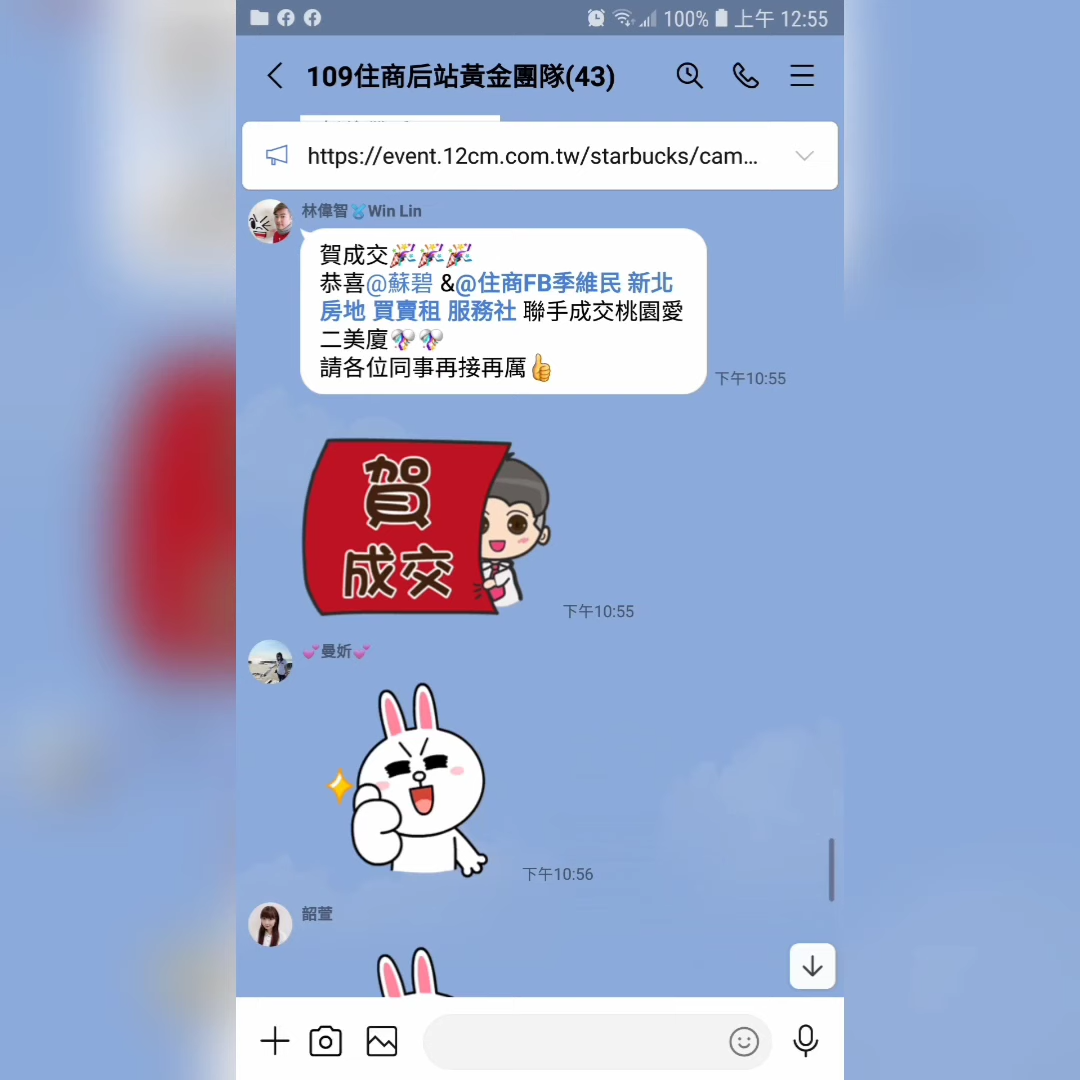 100% 上午 12:55
109住商后站黃金團隊(43)
https://event.12cm.com.tw/starbucks/cam...
林偉智Win Lin
賀成交🎉🎉🎉
恭喜@蘇碧 &@住商FB季維民 新北
房地 買賣租 服務社 聯手成交桃園愛
二美廈🎊🎊
請各位同事再接再厲👍
下午10:55
賀
成交
下午10:55
💕曼妡💕
下午10:56
韶萱